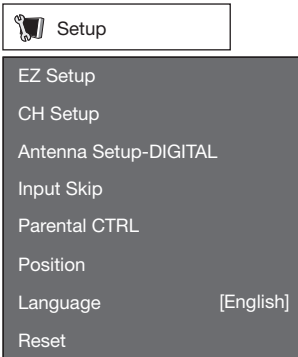 Setup
EZ Setup
CH Setup
Antenna Setup-DIGITAL
Input Skip
Parental CTRL
Position
Language [English]
Reset